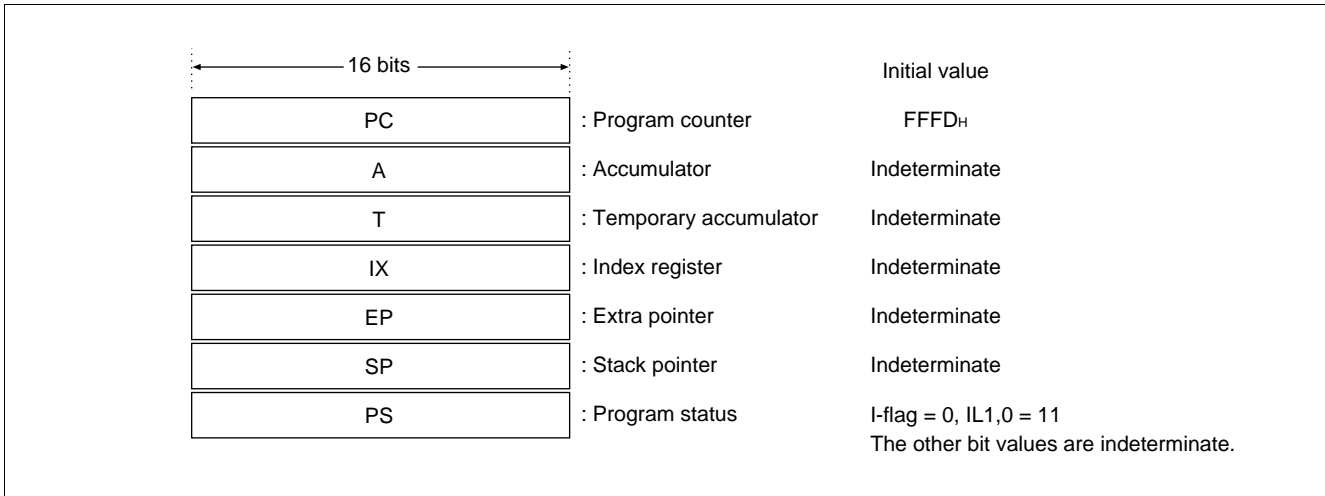 16 bits Initial value
PC : Program counter FFFDH
A : Accumulator Indeterminate
T : Temporary accumulator Indeterminate
IX : Index register Indeterminate
EP : Extra pointer Indeterminate
SP : Stack pointer Indeterminate
PS : Program status I-flag = 0, IL1,0 = 11
The other bit values are indeterminate.